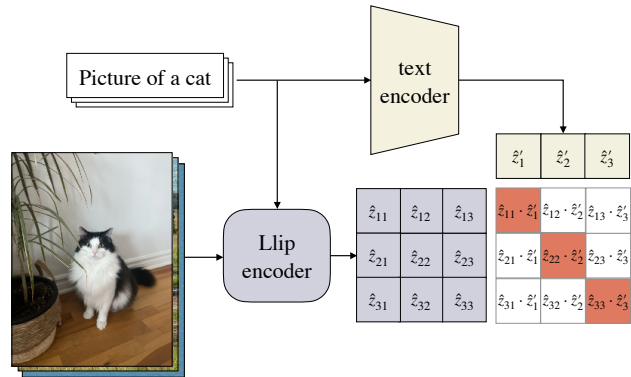 Picture of a cat
text
encoder
ẑ′₁ ẑ′₂ ẑ′₃
Llip
encoder
ẑ₁₁ ẑ₁₂ ẑ₁₃
ẑ₂₁ ẑ₂₂ ẑ₂₃
ẑ₃₁ ẑ₃₂ ẑ₃₃
ẑ₁₁ · ẑ′₁ ẑ₁₂ · ẑ′₂ ẑ₁₃ · ẑ′₃
ẑ₂₁ · ẑ′₁ ẑ₂₂ · ẑ′₂ ẑ₂₃ · ẑ′₃
ẑ₃₁ · ẑ′₁ ẑ₃₂ · ẑ′₂ ẑ₃₃ · ẑ′₃